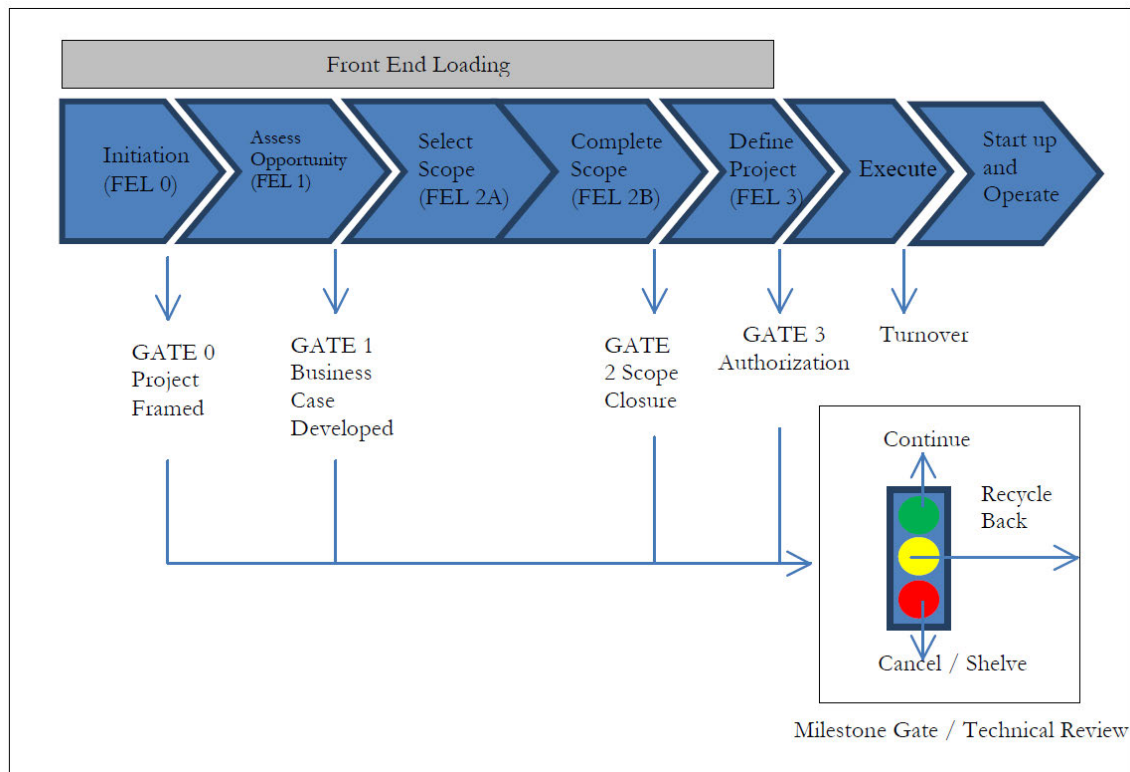 Front End Loading
Initiation
(FEL 0)
Assess
Opportunity
(FEL 1)
Select
Scope
(FEL 2A)
Complete
Scope
(FEL 2B)
Define
Project
(FEL 3)
Execute
Start up
and
Operate
GATE 0
Project
Framed
GATE 1
Business
Case
Developed
GATE
2 Scope
Closure
GATE 3
Authorization
Turnover
Continue
Recycle
Back
Cancel / Shelve
Milestone Gate / Technical Review